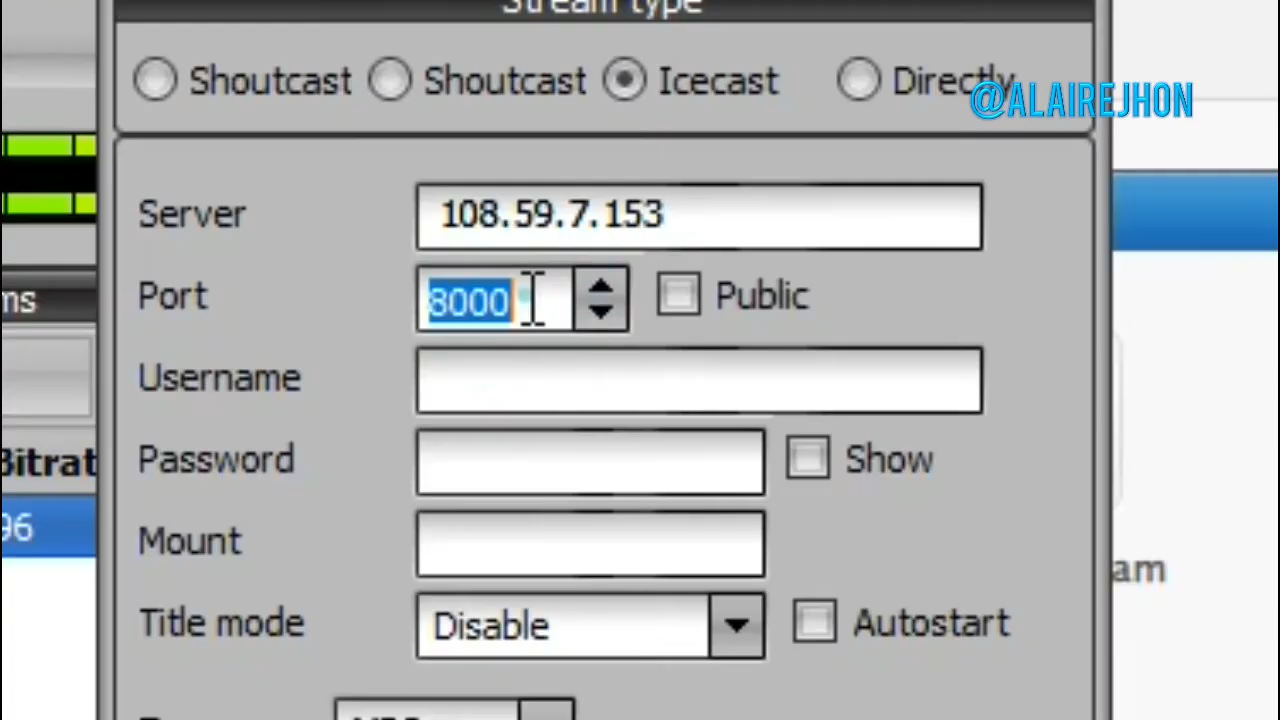 Stream type
Shoutcast Shoutcast Icecast Directly
@ALAIREJHON
Server 108.59.7.153
ms Port 8000 Public
Username
Bitrat Password Show
96
Mount
am
Title mode Disable Autostart